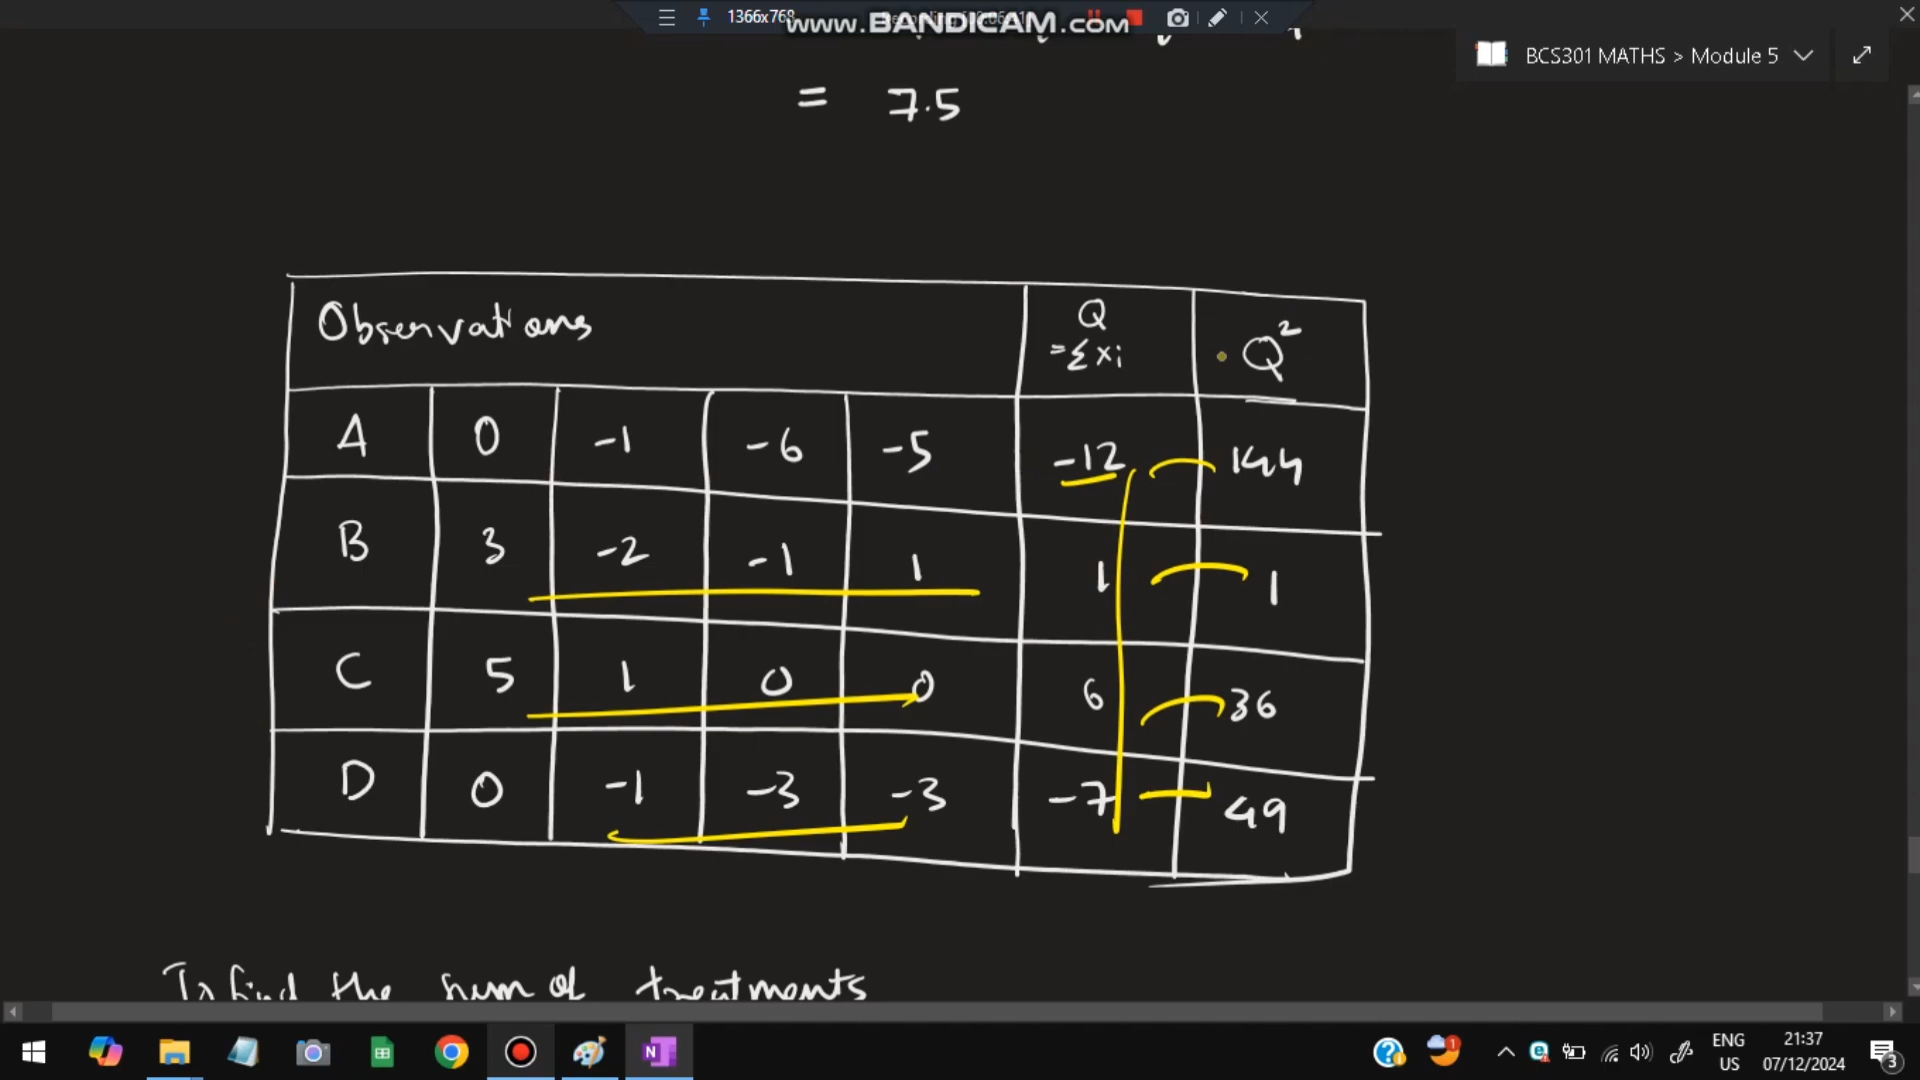 1366x768
www.BANDICAM.com
BCS301 MATHS > Module 5
= 7.5
Observations Q =Σxi Q²
A 0 -1 -6 -5 -12 144
B 3 -2 -1 1 1 1
C 5 1 0 0 6 36
D 0 -1 -3 -3 -7 49
To find the sum of treatments
ENG 21:37
US 07/12/2024 3